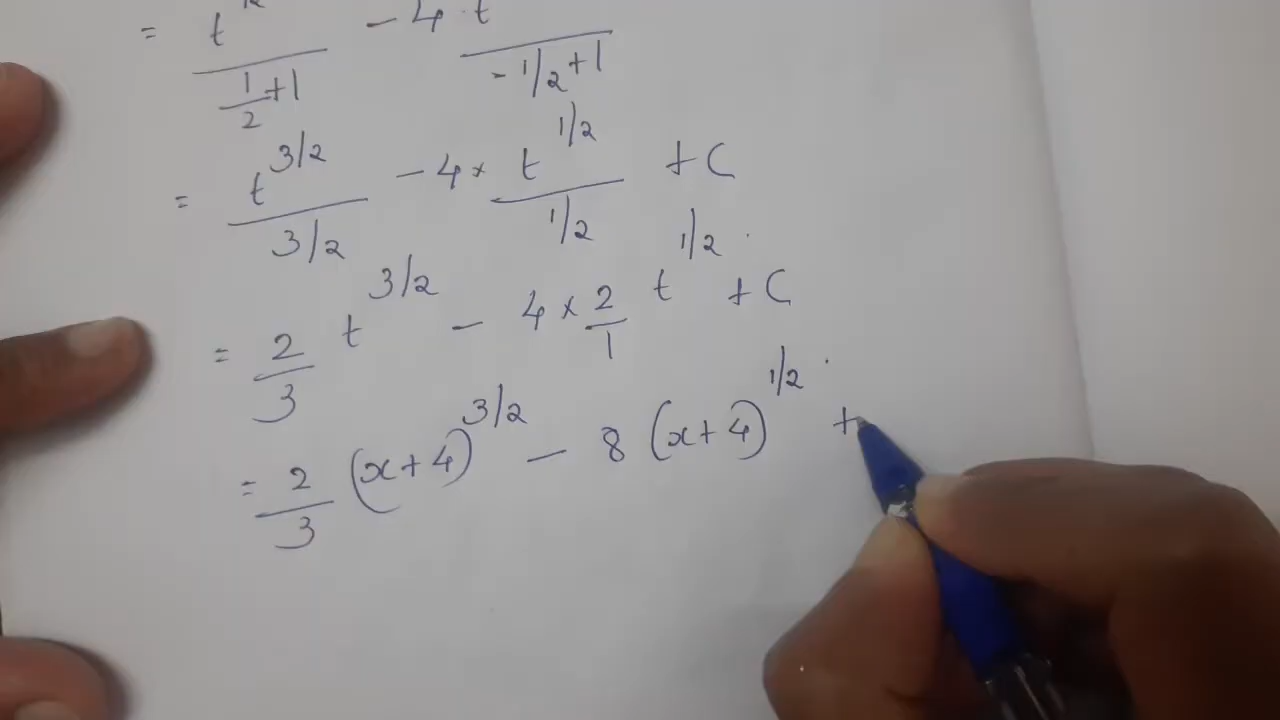 = t / 1/2+1 - 4 t / -1/2+1
= t^3/2 / 3/2 - 4 × t^1/2 / 1/2 + C
= 2/3 t^3/2 - 4 × 2/1 t^1/2 + C
= 2/3 (x+4)^3/2 - 8 (x+4)^1/2 +